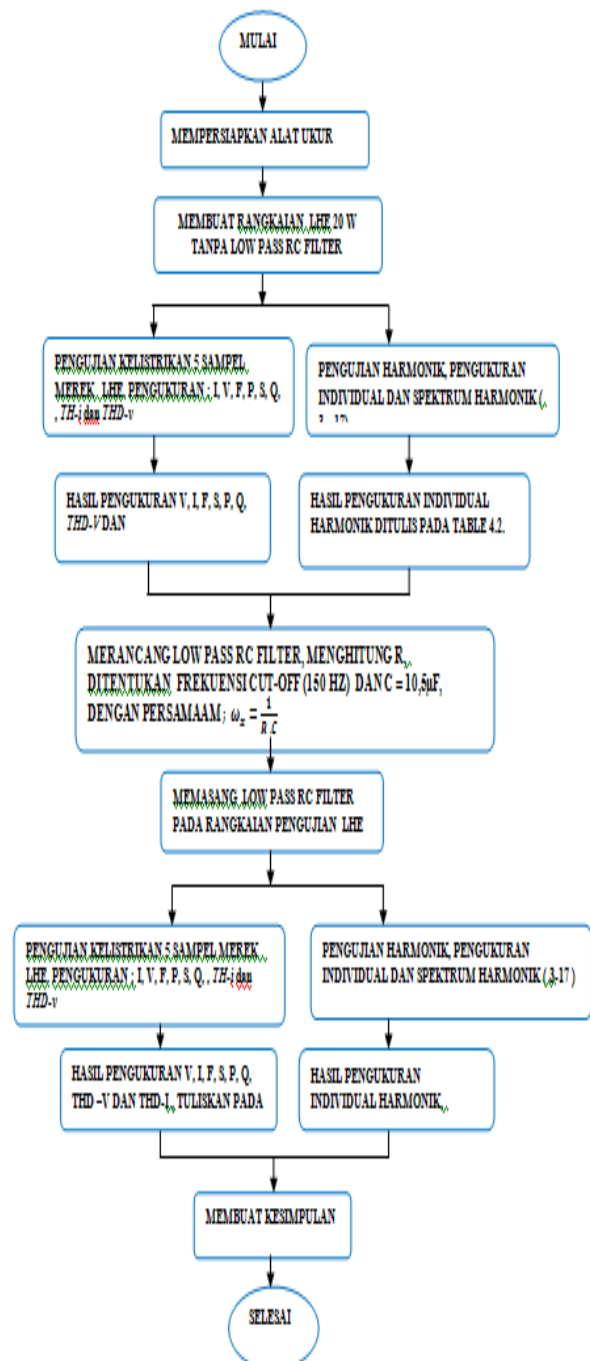 MULAI
MEMPERSIAPKAN ALAT UKUR
MEMBUAT RANGKAIAN LHE 20 W
TANPA LOW PASS RC FILTER
PENGUJIAN KELISTRIKAN 5 SAMPEL
MEREK LHE PENGUKURAN ; I, V, F, P, S, Q,
, TH-i dan THD-v
PENGUJIAN HARMONIK, PENGUKURAN
INDIVIDUAL DAN SPEKTRUM HARMONIK (
HASIL PENGUKURAN V, I, F, S, P, Q,
THD-V DAN
HASIL PENGUKURAN INDIVIDUAL
HARMONIK DITULIS PADA TABLE 4.2.
MERANCANG LOW PASS RC FILTER, MENGHITUNG R,
DITENTUKAN FREKUENSI CUT-OFF (150 HZ) DAN C = 10,5µF,
DENGAN PERSAMAAM ; ω = 1/R.C
MEMASANG LOW PASS RC FILTER
PADA RANGKAIAN PENGUJIAN LHE
PENGUJIAN KELISTRIKAN 5 SAMPEL MEREK
LHE PENGUKURAN ; I, V, F, P, S, Q, , TH-i dan
THD-v
PENGUJIAN HARMONIK, PENGUKURAN
INDIVIDUAL DAN SPEKTRUM HARMONIK ( 3-17 )
HASIL PENGUKURAN V, I, F, S, P, Q,
THD –V DAN THD-I, TULISKAN PADA
HASIL PENGUKURAN
INDIVIDUAL HARMONIK,
MEMBUAT KESIMPULAN
SELESAI